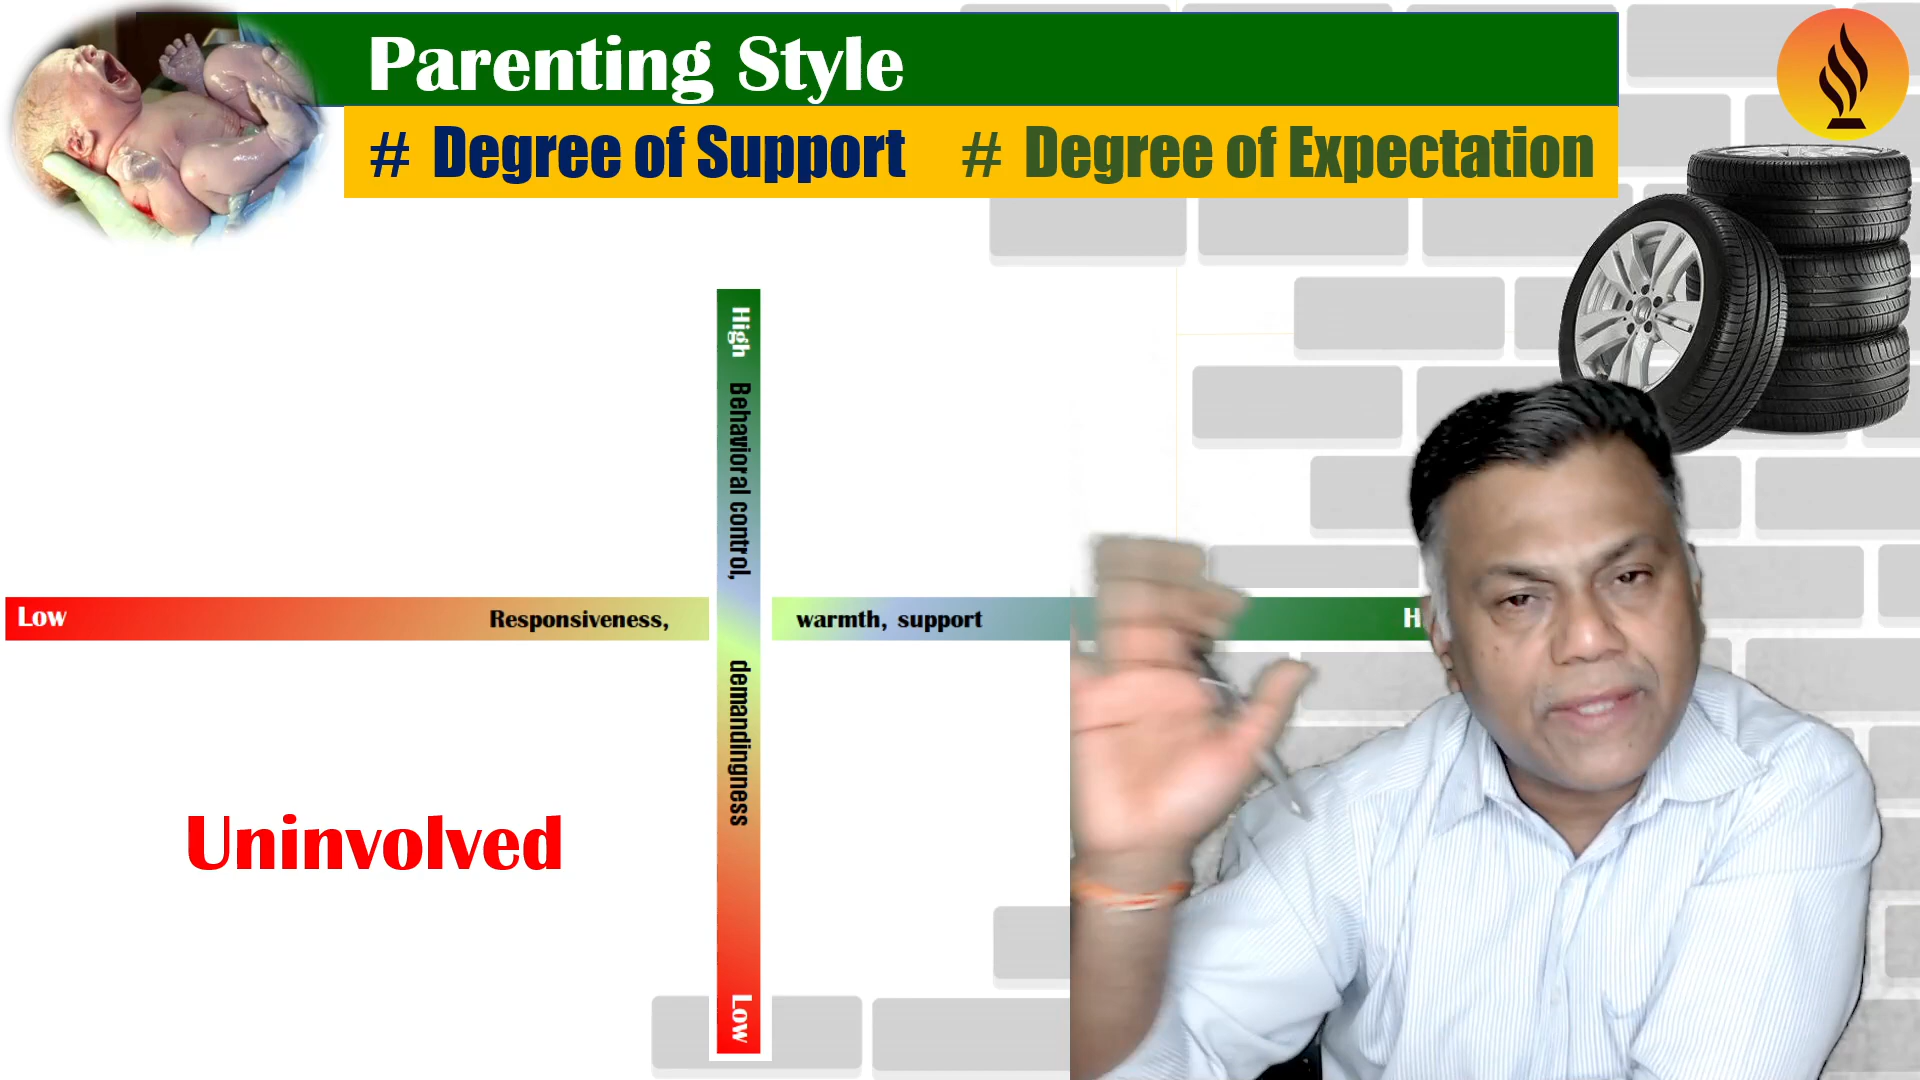 Parenting Style
# Degree of Support # Degree of Expectation
High
Behavioral control,
Low
Responsiveness,
warmth, support
demandingness
Uninvolved
Low